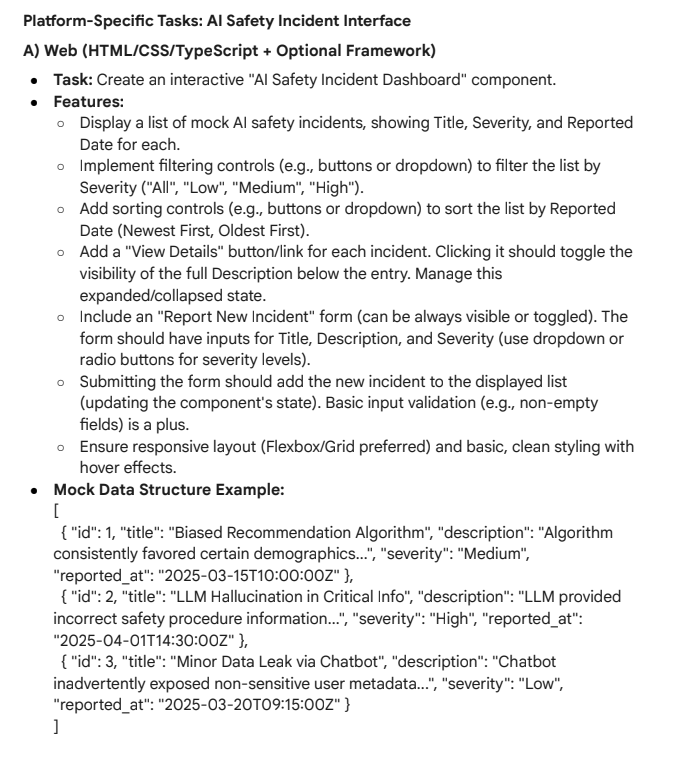 Platform-Specific Tasks: AI Safety Incident Interface
A) Web (HTML/CSS/TypeScript + Optional Framework)
● Task: Create an interactive "AI Safety Incident Dashboard" component.
● Features:
○ Display a list of mock AI safety incidents, showing Title, Severity, and Reported
Date for each.
○ Implement filtering controls (e.g., buttons or dropdown) to filter the list by
Severity ("All", "Low", "Medium", "High").
○ Add sorting controls (e.g., buttons or dropdown) to sort the list by Reported
Date (Newest First, Oldest First).
○ Add a "View Details" button/link for each incident. Clicking it should toggle the
visibility of the full Description below the entry. Manage this
expanded/collapsed state.
○ Include an "Report New Incident" form (can be always visible or toggled). The
form should have inputs for Title, Description, and Severity (use dropdown or
radio buttons for severity levels).
○ Submitting the form should add the new incident to the displayed list
(updating the component's state). Basic input validation (e.g., non-empty
fields) is a plus.
○ Ensure responsive layout (Flexbox/Grid preferred) and basic, clean styling with
hover effects.
● Mock Data Structure Example:
[
{ "id": 1, "title": "Biased Recommendation Algorithm", "description": "Algorithm
consistently favored certain demographics...", "severity": "Medium",
"reported_at": "2025-03-15T10:00:00Z" },
{ "id": 2, "title": "LLM Hallucination in Critical Info", "description": "LLM provided
incorrect safety procedure information...", "severity": "High", "reported_at":
"2025-04-01T14:30:00Z" },
{ "id": 3, "title": "Minor Data Leak via Chatbot", "description": "Chatbot
inadvertently exposed non-sensitive user metadata...", "severity": "Low",
"reported_at": "2025-03-20T09:15:00Z" }
]